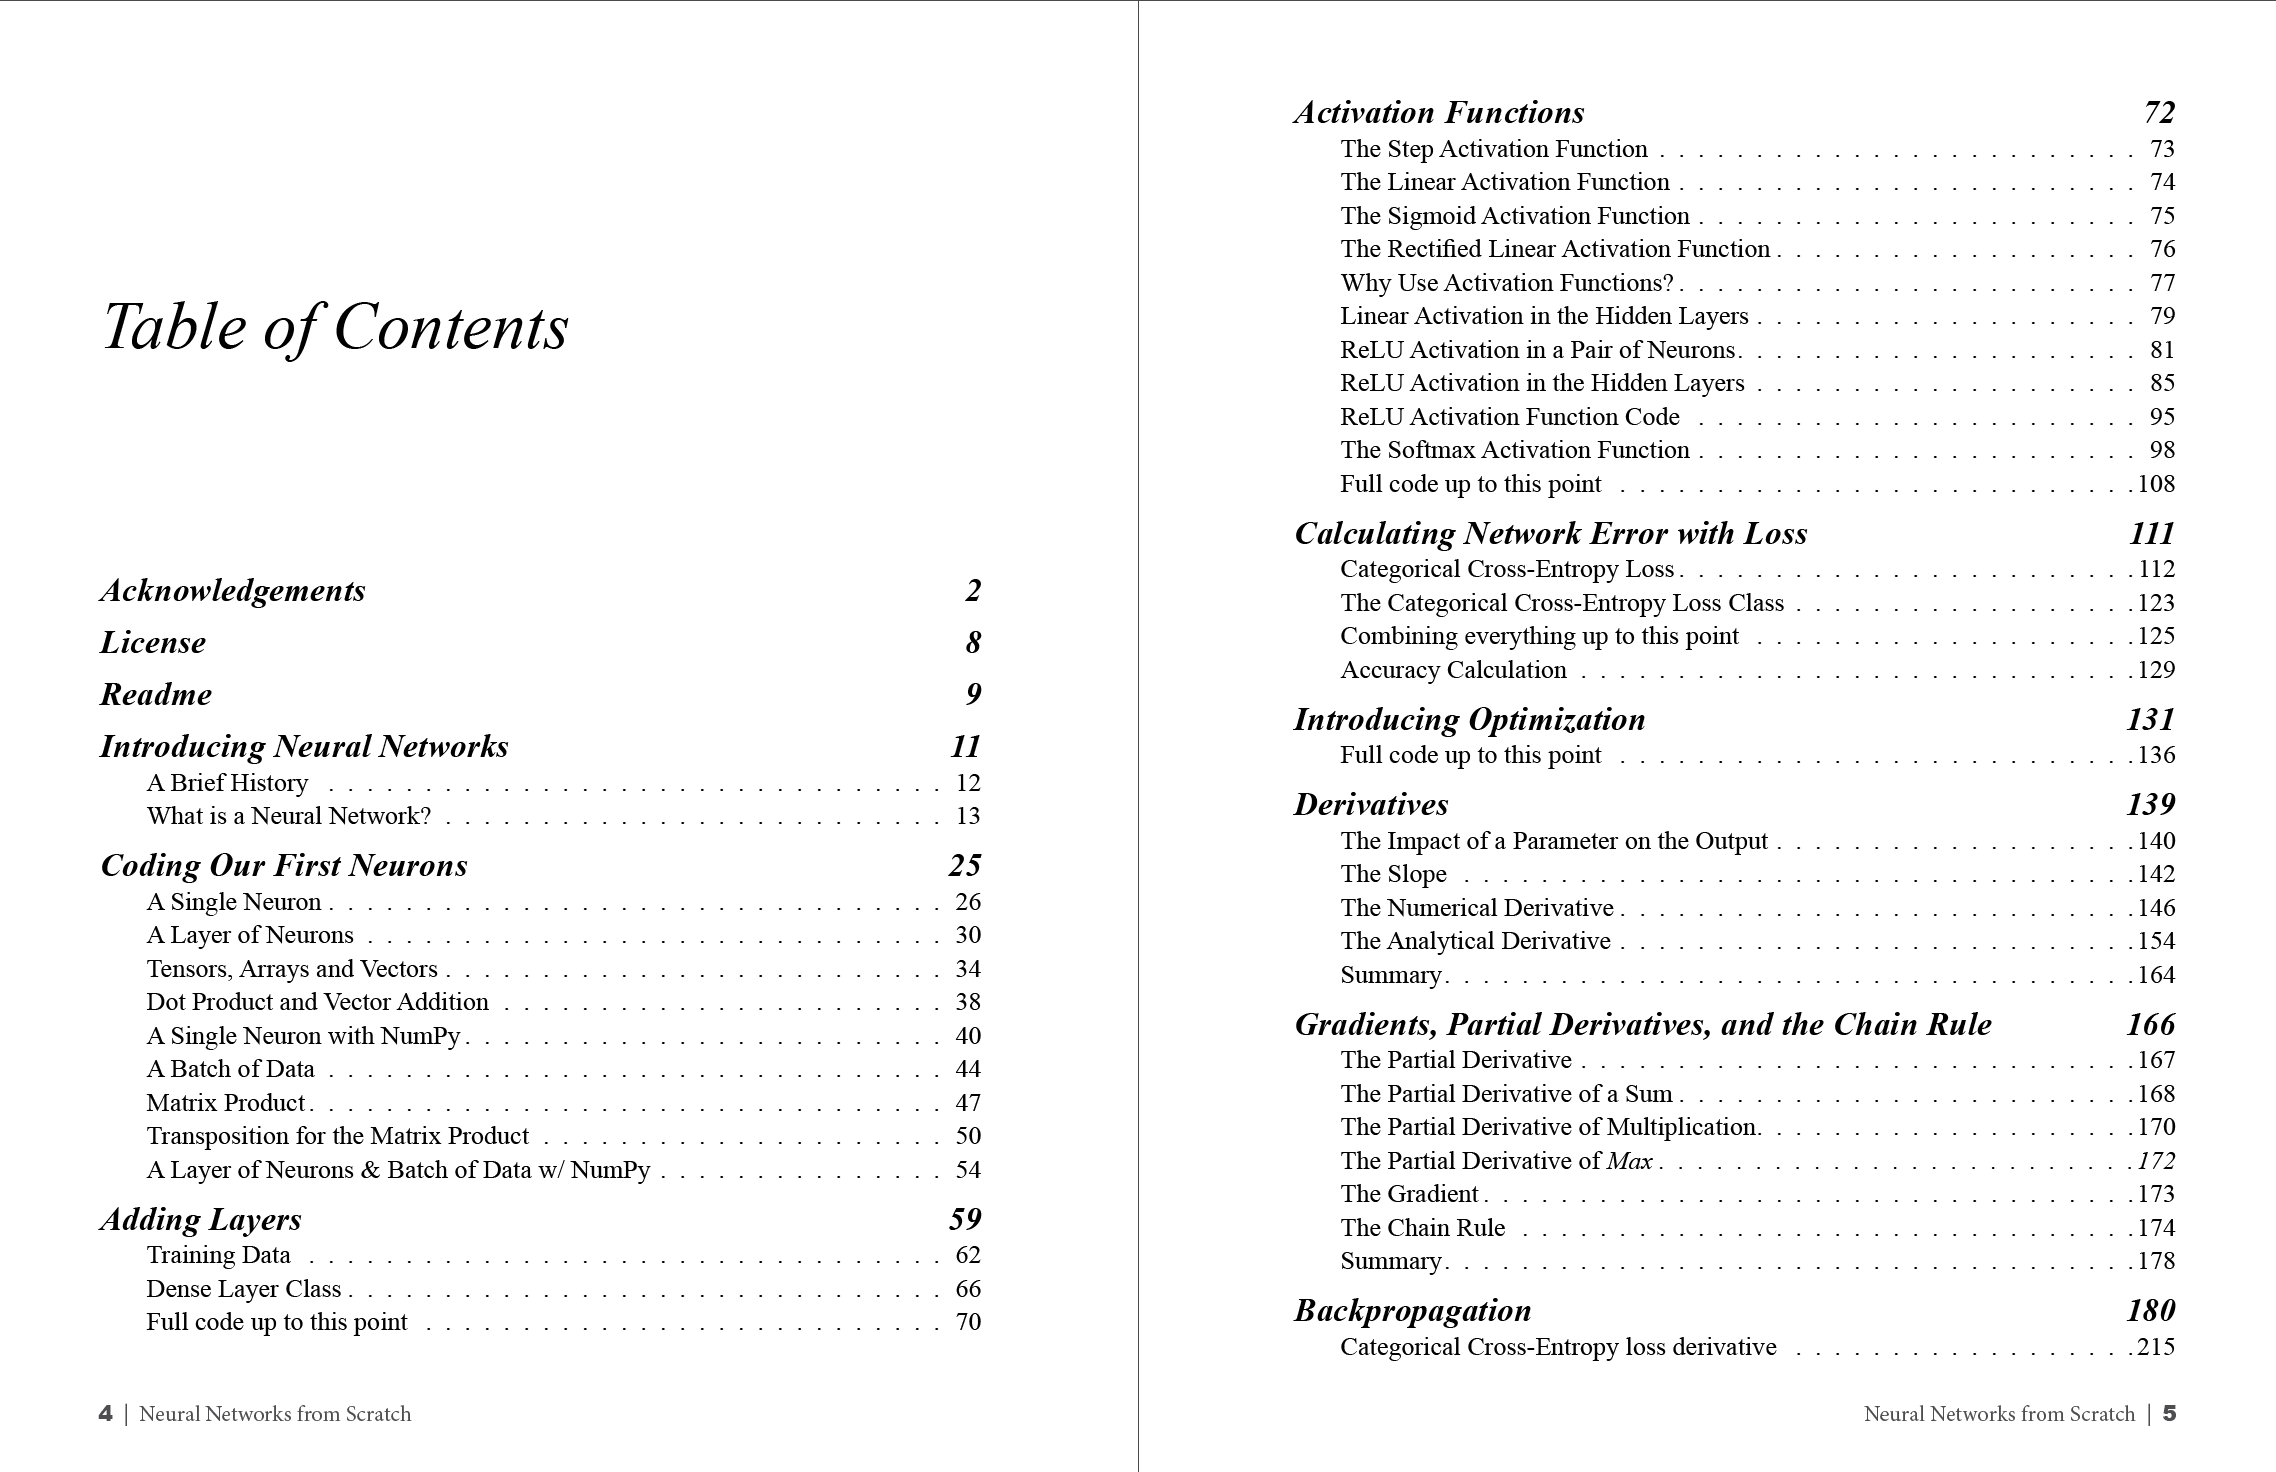 Table of Contents
Acknowledgements 2
License 8
Readme 9
Introducing Neural Networks 11
A Brief History . . . . . . . . . . . . . . . . . . . . . . . . . . . . . . . . 12
What is a Neural Network? . . . . . . . . . . . . . . . . . . . . . . . . . . 13
Coding Our First Neurons 25
A Single Neuron . . . . . . . . . . . . . . . . . . . . . . . . . . . . . . . . 26
A Layer of Neurons . . . . . . . . . . . . . . . . . . . . . . . . . . . . . . 30
Tensors, Arrays and Vectors . . . . . . . . . . . . . . . . . . . . . . . . . . 34
Dot Product and Vector Addition . . . . . . . . . . . . . . . . . . . . . . . 38
A Single Neuron with NumPy . . . . . . . . . . . . . . . . . . . . . . . . . 40
A Batch of Data . . . . . . . . . . . . . . . . . . . . . . . . . . . . . . . . 44
Matrix Product . . . . . . . . . . . . . . . . . . . . . . . . . . . . . . . . . 47
Transposition for the Matrix Product . . . . . . . . . . . . . . . . . . . . . 50
A Layer of Neurons & Batch of Data w/ NumPy . . . . . . . . . . . . . . . 54
Adding Layers 59
Training Data . . . . . . . . . . . . . . . . . . . . . . . . . . . . . . . . . 62
Dense Layer Class . . . . . . . . . . . . . . . . . . . . . . . . . . . . . . . 66
Full code up to this point . . . . . . . . . . . . . . . . . . . . . . . . . . . 70
4 | Neural Networks from Scratch
Activation Functions 72
The Step Activation Function . . . . . . . . . . . . . . . . . . . . . . . . . 73
The Linear Activation Function . . . . . . . . . . . . . . . . . . . . . . . . 74
The Sigmoid Activation Function . . . . . . . . . . . . . . . . . . . . . . . 75
The Rectified Linear Activation Function . . . . . . . . . . . . . . . . . . . 76
Why Use Activation Functions? . . . . . . . . . . . . . . . . . . . . . . . . 77
Linear Activation in the Hidden Layers . . . . . . . . . . . . . . . . . . . . 79
ReLU Activation in a Pair of Neurons . . . . . . . . . . . . . . . . . . . . . 81
ReLU Activation in the Hidden Layers . . . . . . . . . . . . . . . . . . . . 85
ReLU Activation Function Code . . . . . . . . . . . . . . . . . . . . . . . 95
The Softmax Activation Function . . . . . . . . . . . . . . . . . . . . . . . 98
Full code up to this point . . . . . . . . . . . . . . . . . . . . . . . . . . . 108
Calculating Network Error with Loss 111
Categorical Cross-Entropy Loss . . . . . . . . . . . . . . . . . . . . . . . . 112
The Categorical Cross-Entropy Loss Class . . . . . . . . . . . . . . . . . . 123
Combining everything up to this point . . . . . . . . . . . . . . . . . . . . 125
Accuracy Calculation . . . . . . . . . . . . . . . . . . . . . . . . . . . . . 129
Introducing Optimization 131
Full code up to this point . . . . . . . . . . . . . . . . . . . . . . . . . . . 136
Derivatives 139
The Impact of a Parameter on the Output . . . . . . . . . . . . . . . . . . . 140
The Slope . . . . . . . . . . . . . . . . . . . . . . . . . . . . . . . . . . . 142
The Numerical Derivative . . . . . . . . . . . . . . . . . . . . . . . . . . . 146
The Analytical Derivative . . . . . . . . . . . . . . . . . . . . . . . . . . . 154
Summary . . . . . . . . . . . . . . . . . . . . . . . . . . . . . . . . . . . . 164
Gradients, Partial Derivatives, and the Chain Rule 166
The Partial Derivative . . . . . . . . . . . . . . . . . . . . . . . . . . . . . 167
The Partial Derivative of a Sum . . . . . . . . . . . . . . . . . . . . . . . . 168
The Partial Derivative of Multiplication . . . . . . . . . . . . . . . . . . . . 170
The Partial Derivative of Max . . . . . . . . . . . . . . . . . . . . . . . . . 172
The Gradient . . . . . . . . . . . . . . . . . . . . . . . . . . . . . . . . . . 173
The Chain Rule . . . . . . . . . . . . . . . . . . . . . . . . . . . . . . . . 174
Summary . . . . . . . . . . . . . . . . . . . . . . . . . . . . . . . . . . . . 178
Backpropagation 180
Categorical Cross-Entropy loss derivative . . . . . . . . . . . . . . . . . . 215
Neural Networks from Scratch | 5